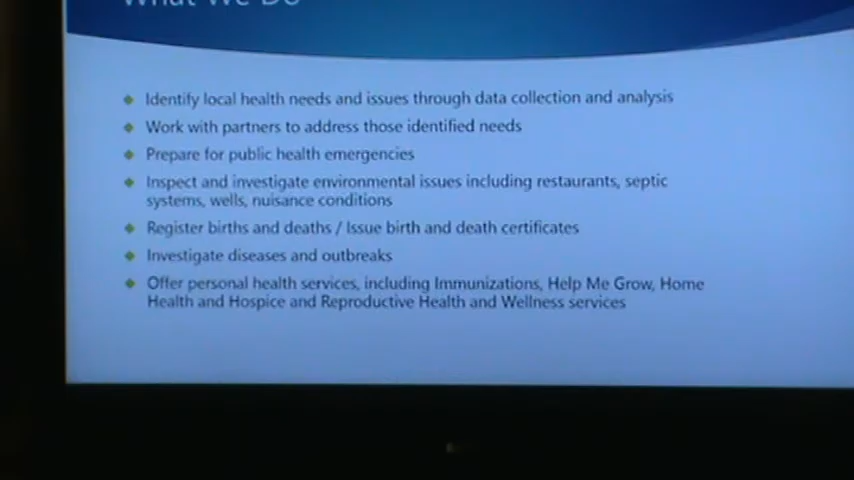 What We Do
Identify local health needs and issues through data collection and analysis
Work with partners to address those identified needs
Prepare for public health emergencies
Inspect and investigate environmental issues including restaurants, septic
systems, wells, nuisance conditions
Register births and deaths / Issue birth and death certificates
Investigate diseases and outbreaks
Offer personal health services, including Immunizations, Help Me Grow, Home
Health and Hospice and Reproductive Health and Wellness services